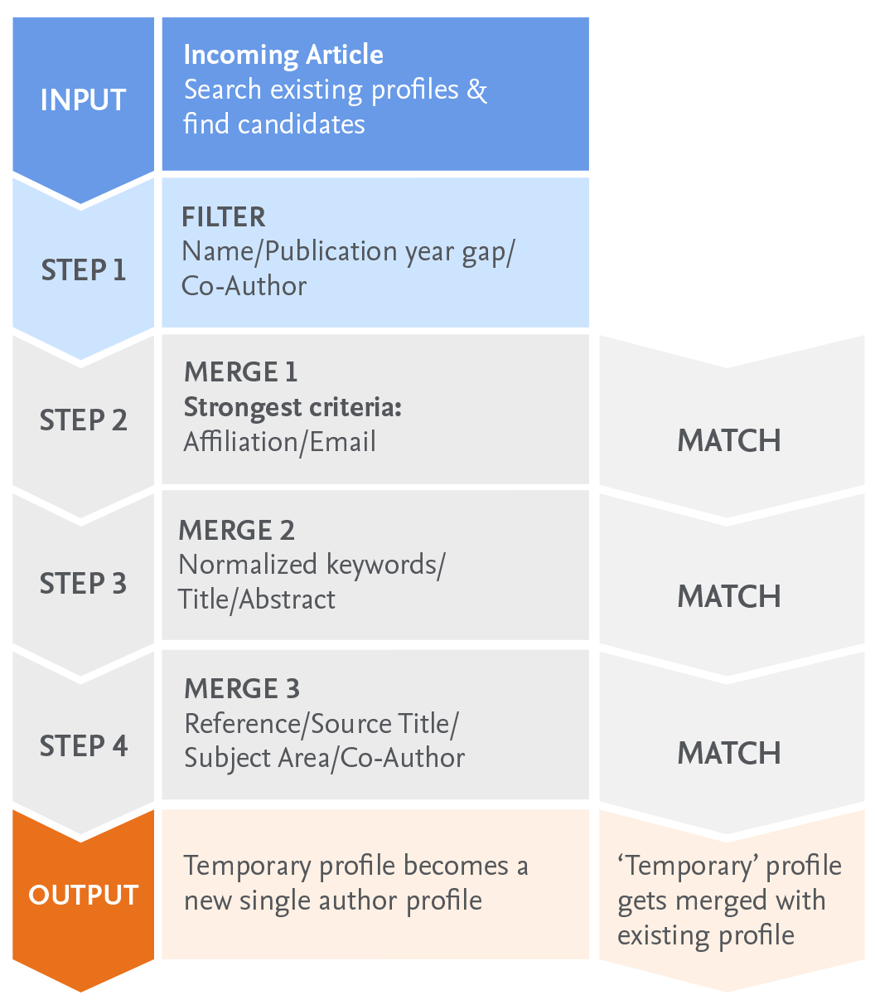 INPUT
Incoming Article
Search existing profiles &
find candidates
STEP 1
FILTER
Name/Publication year gap/
Co-Author
STEP 2
MERGE 1
Strongest criteria:
Affiliation/Email
MATCH
STEP 3
MERGE 2
Normalized keywords/
Title/Abstract
MATCH
STEP 4
MERGE 3
Reference/Source Title/
Subject Area/Co-Author
MATCH
OUTPUT
Temporary profile becomes a
new single author profile
‘Temporary’ profile
gets merged with
existing profile